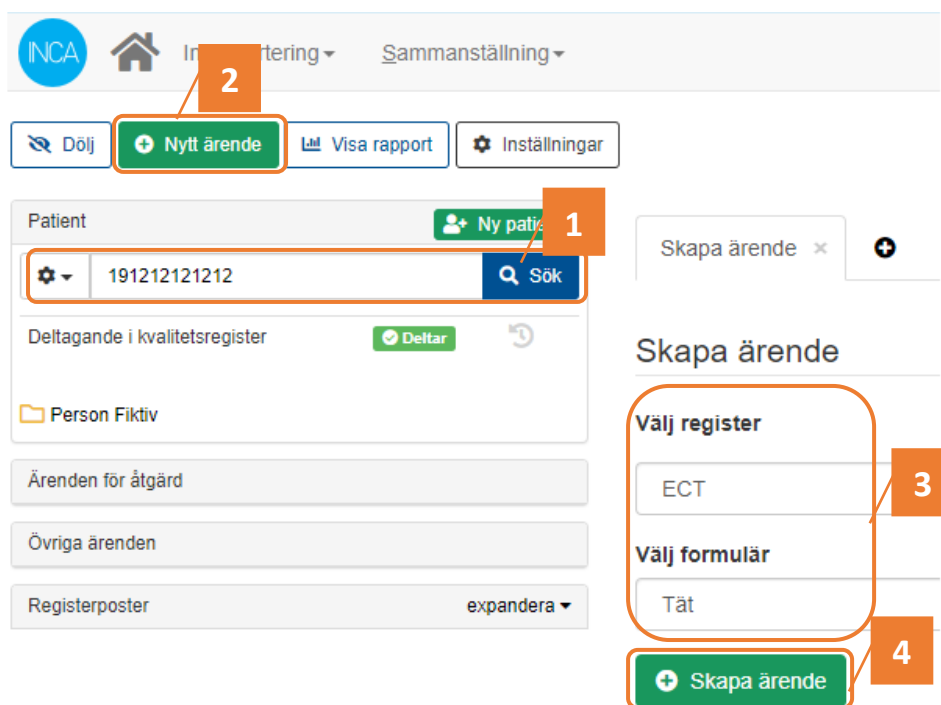 INCA
Sammanställning
2
Dölj
Nytt ärende
Visa rapport
Inställningar
Patient
Ny
1
191212121212
Sök
Deltagande i kvalitetsregister
Deltar
Person Fiktiv
Ärenden för åtgärd
Övriga ärenden
Registerposter
expandera
Skapa ärende ×
Skapa ärende
Välj register
ECT
3
Välj formulär
Tät
4
Skapa ärende